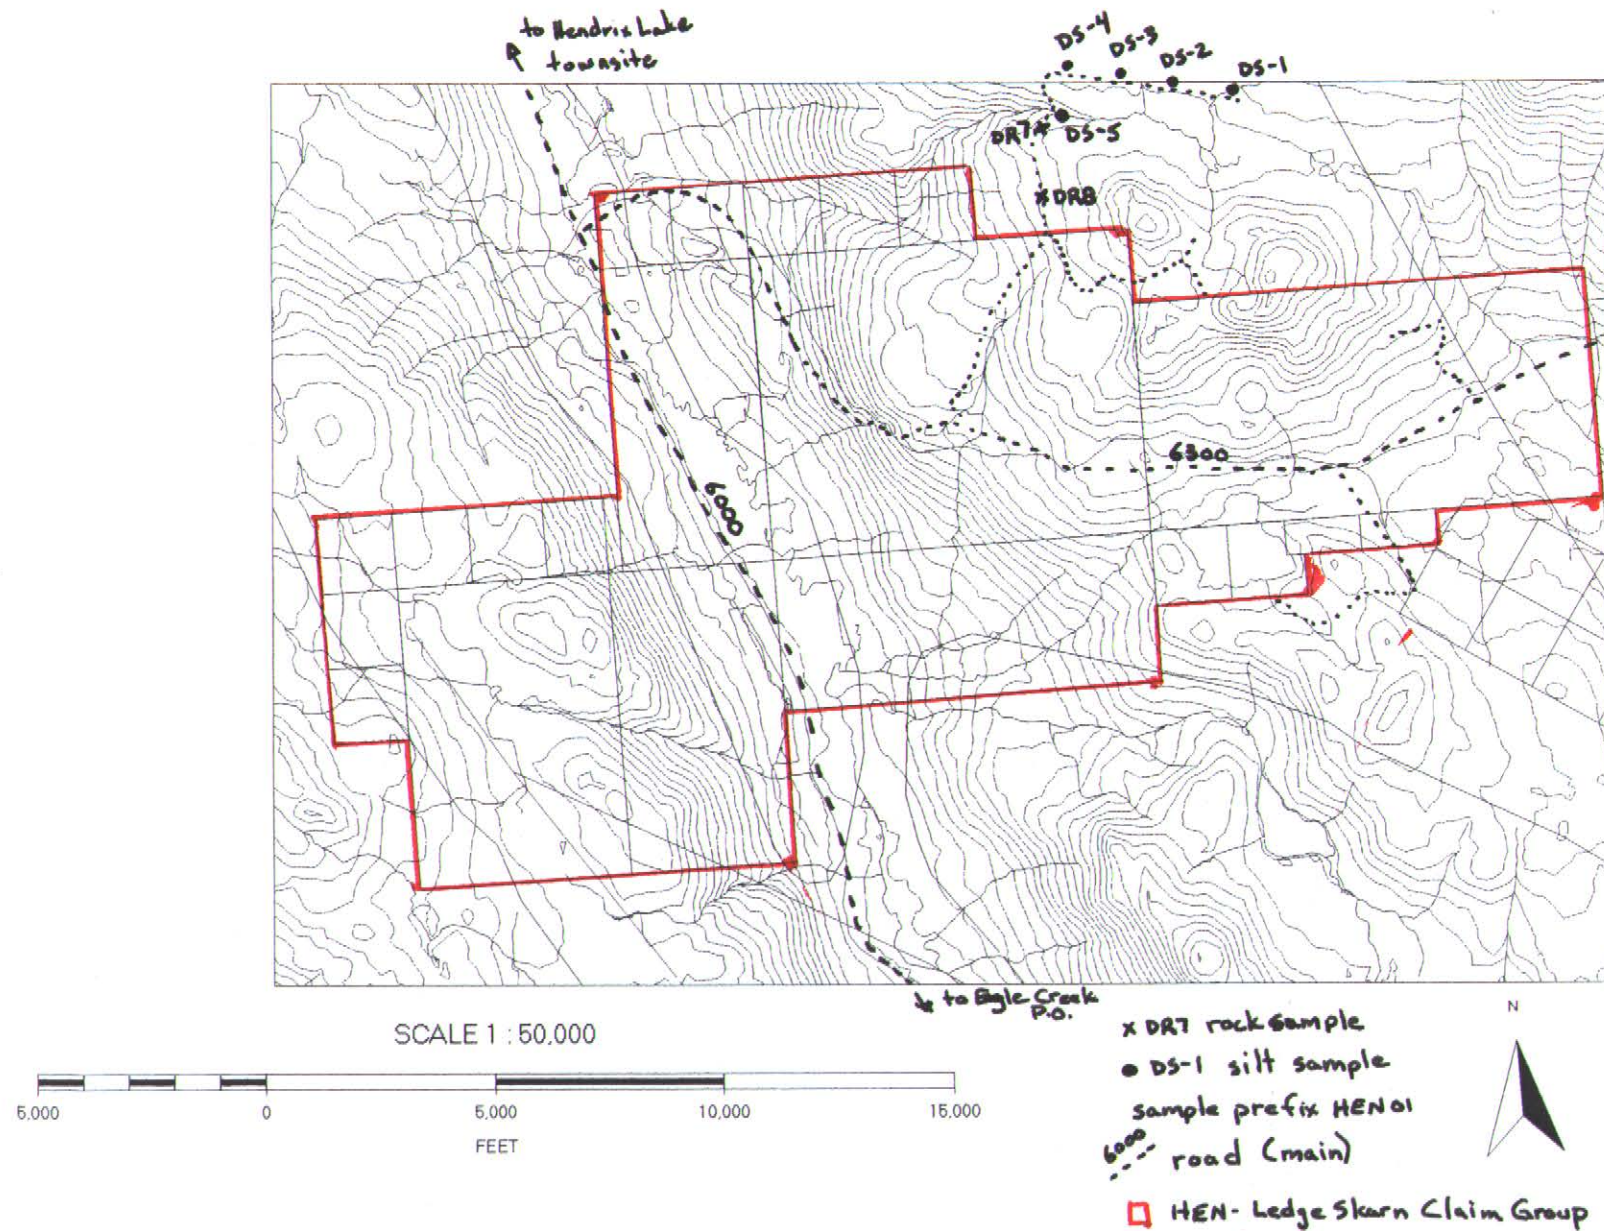 to Hendrix Lake
townsite
DS-4
DS-3
DS-2
DS-1
DR7
DS-5
DR8
6300
6000
to Eagle Creek
P.O.
SCALE 1 : 50,000
5,000
0
5,000
10,000
15,000
FEET
N
x DR7 rock sample
● DS-1 silt sample
sample prefix HEN01
6000
road (main)
HEN-Ledge Skarn Claim Group